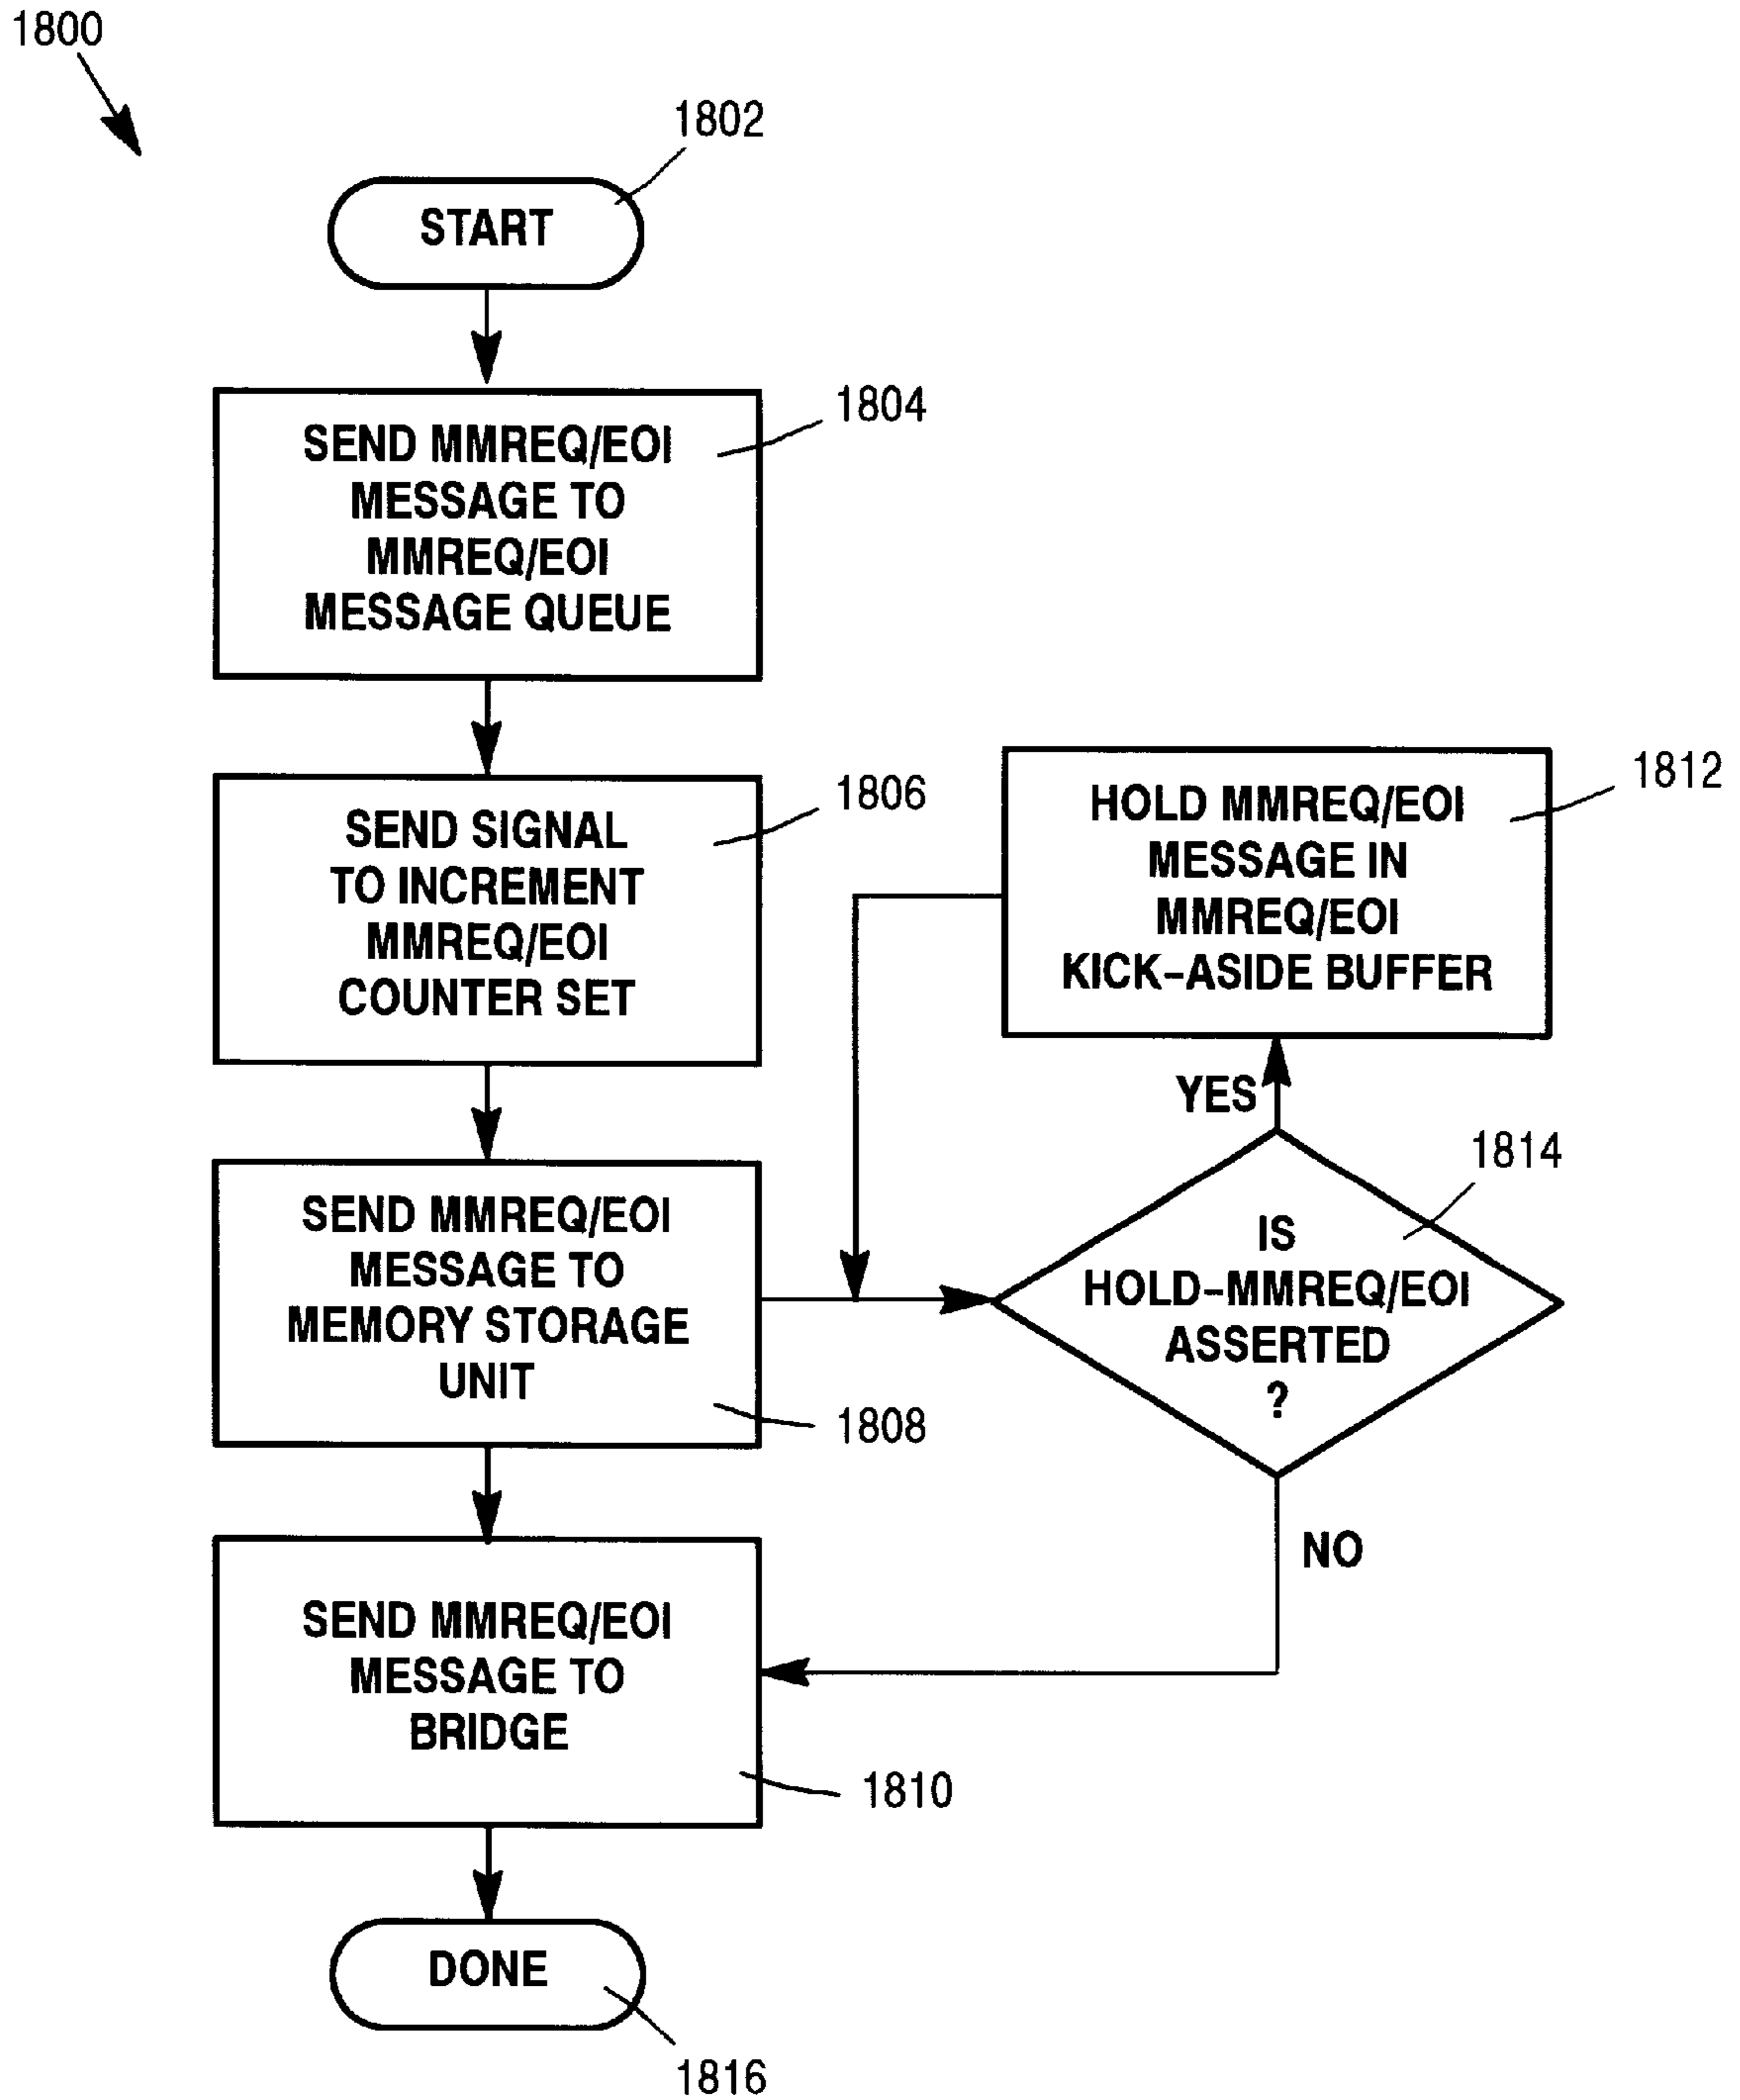 1800
1802
START
1804
SEND MMREQ/EOI
MESSAGE TO
MMREQ/EOI
MESSAGE QUEUE
1806
SEND SIGNAL
TO INCREMENT
MMREQ/EOI
COUNTER SET
1812
HOLD MMREQ/EOI
MESSAGE IN
MMREQ/EOI
KICK-ASIDE BUFFER
YES
1814
IS
HOLD-MMREQ/EOI
ASSERTED
?
SEND MMREQ/EOI
MESSAGE TO
MEMORY STORAGE
UNIT
1808
NO
SEND MMREQ/EOI
MESSAGE TO
BRIDGE
1810
DONE
1816